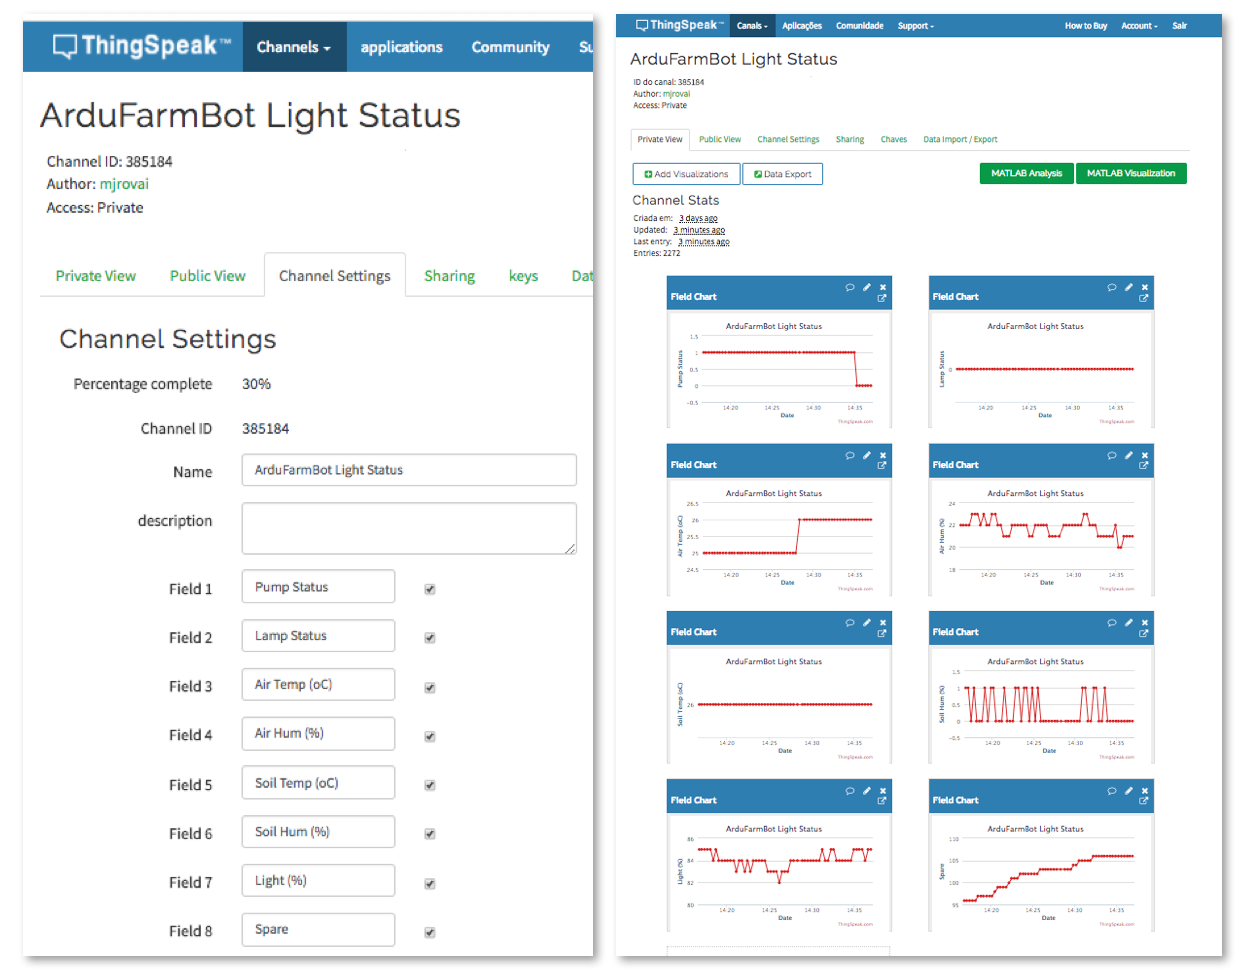 ThingSpeak™
Channels
applications
Community
Su
ArduFarmBot Light Status
Channel ID: 385184
Author: mjrovai
Access: Private
Private View
Public View
Channel Settings
Sharing
keys
Dat
Channel Settings
Percentage complete 30%
Channel ID 385184
Name ArduFarmBot Light Status
description
Field 1 Pump Status
Field 2 Lamp Status
Field 3 Air Temp (oC)
Field 4 Air Hum (%)
Field 5 Soil Temp (oC)
Field 6 Soil Hum (%)
Field 7 Light (%)
Field 8 Spare
ThingSpeak™
Canais
Aplicações
Comunidade
Support
How to Buy
Account
Sair
ArduFarmBot Light Status
ID do canal: 385184
Author: mjrovai
Access: Private
Private View
Public View
Channel Settings
Sharing
Chaves
Data Import / Export
Add Visualizations
Data Export
MATLAB Analysis
MATLAB Visualization
Channel Stats
Criada em: 3 days ago
Updated: 3 minutes ago
Last entry: 3 minutes ago
Entries: 2272
Field Chart
ArduFarmBot Light Status
Pump Status
1.5
1
0.5
0
-0.5
14:20 14:25 14:30 14:35
Date
ThingSpeak.com
Field Chart
ArduFarmBot Light Status
Lamp Status
0
14:20 14:25 14:30 14:35
Date
ThingSpeak.com
Field Chart
ArduFarmBot Light Status
Air Temp (oC)
26.5
26
25.5
25
24.5
14:20 14:25 14:30 14:35
Date
ThingSpeak.com
Field Chart
ArduFarmBot Light Status
Air Hum (%)
24
22
20
18
14:20 14:25 14:30 14:35
Date
ThingSpeak.com
Field Chart
ArduFarmBot Light Status
Soil Temp (oC)
26
14:20 14:25 14:30 14:35
Date
ThingSpeak.com
Field Chart
ArduFarmBot Light Status
Soil Hum (%)
1.5
1
0.5
0
-0.5
14:20 14:25 14:30 14:35
Date
ThingSpeak.com
Field Chart
ArduFarmBot Light Status
Light (%)
86
84
82
80
14:20 14:25 14:30 14:35
Date
ThingSpeak.com
Field Chart
ArduFarmBot Light Status
Spare
110
105
100
95
14:20 14:25 14:30 14:35
Date
ThingSpeak.com